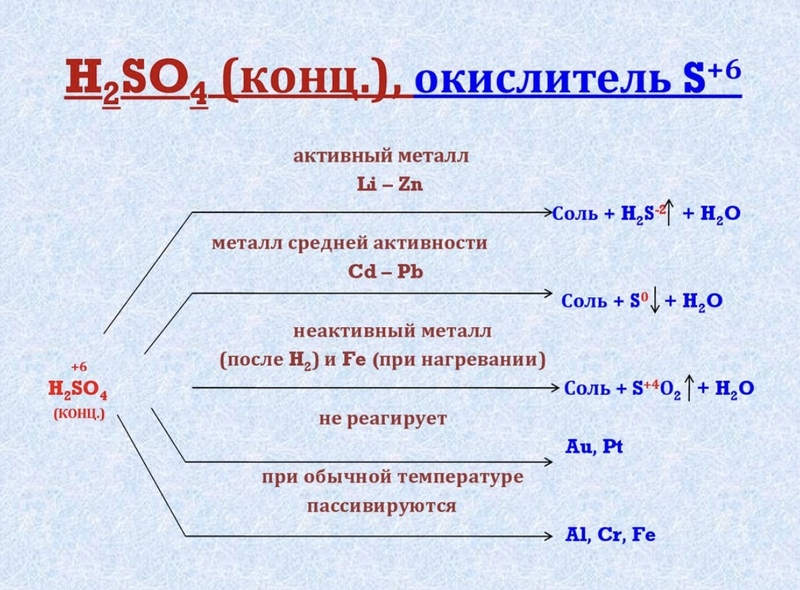 H₂SO₄ (конц.), окислитель S⁺⁶
активный металл
Li – Zn
Соль + H₂S⁻²↑ + H₂O
металл средней активности
Cd – Pb
Соль + S⁰↓ + H₂O
неактивный металл
(после H₂) и Fe (при нагревании)
+6
H₂SO₄
(КОНЦ.)
Соль + S⁺⁴O₂↑ + H₂O
не реагирует
Au, Pt
при обычной температуре
пассивируются
Al, Cr, Fe